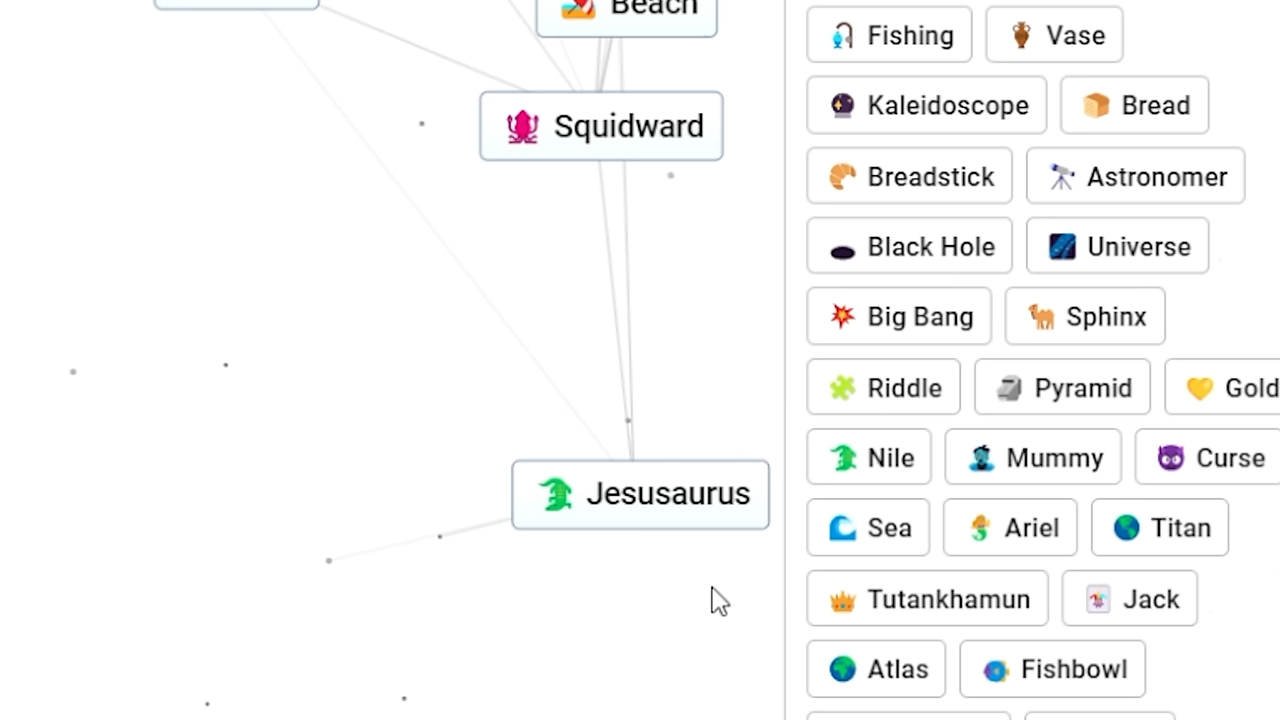 Beach
Squidward
Jesusaurus
Fishing Vase
Kaleidoscope Bread
Breadstick Astronomer
Black Hole Universe
Big Bang Sphinx
Riddle Pyramid Gold
Nile Mummy Curse
Sea Ariel Titan
Tutankhamun Jack
Atlas Fishbowl